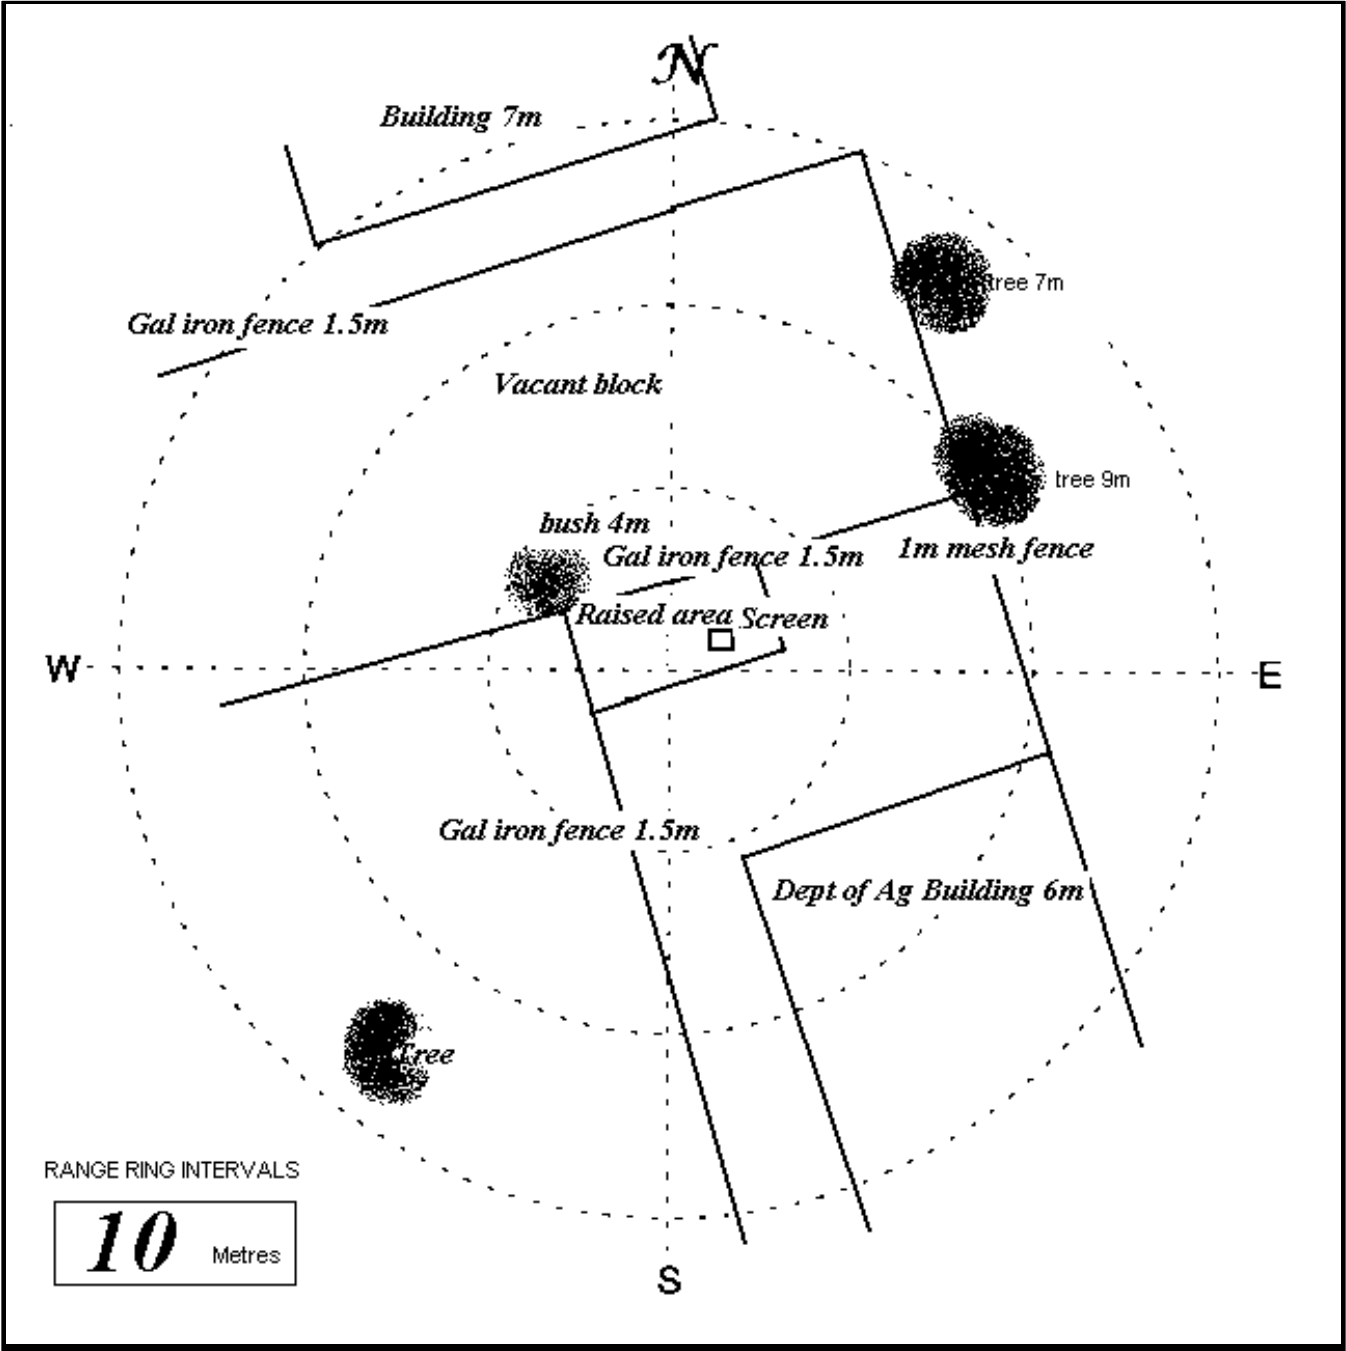 N
Building 7m
tree 7m
Gal iron fence 1.5m
Vacant block
tree 9m
bush 4m
Gal iron fence 1.5m
1m mesh fence
Raised area
Screen
W
E
Gal iron fence 1.5m
Dept of Ag Building 6m
Tree
RANGE RING INTERVALS
10 Metres
S